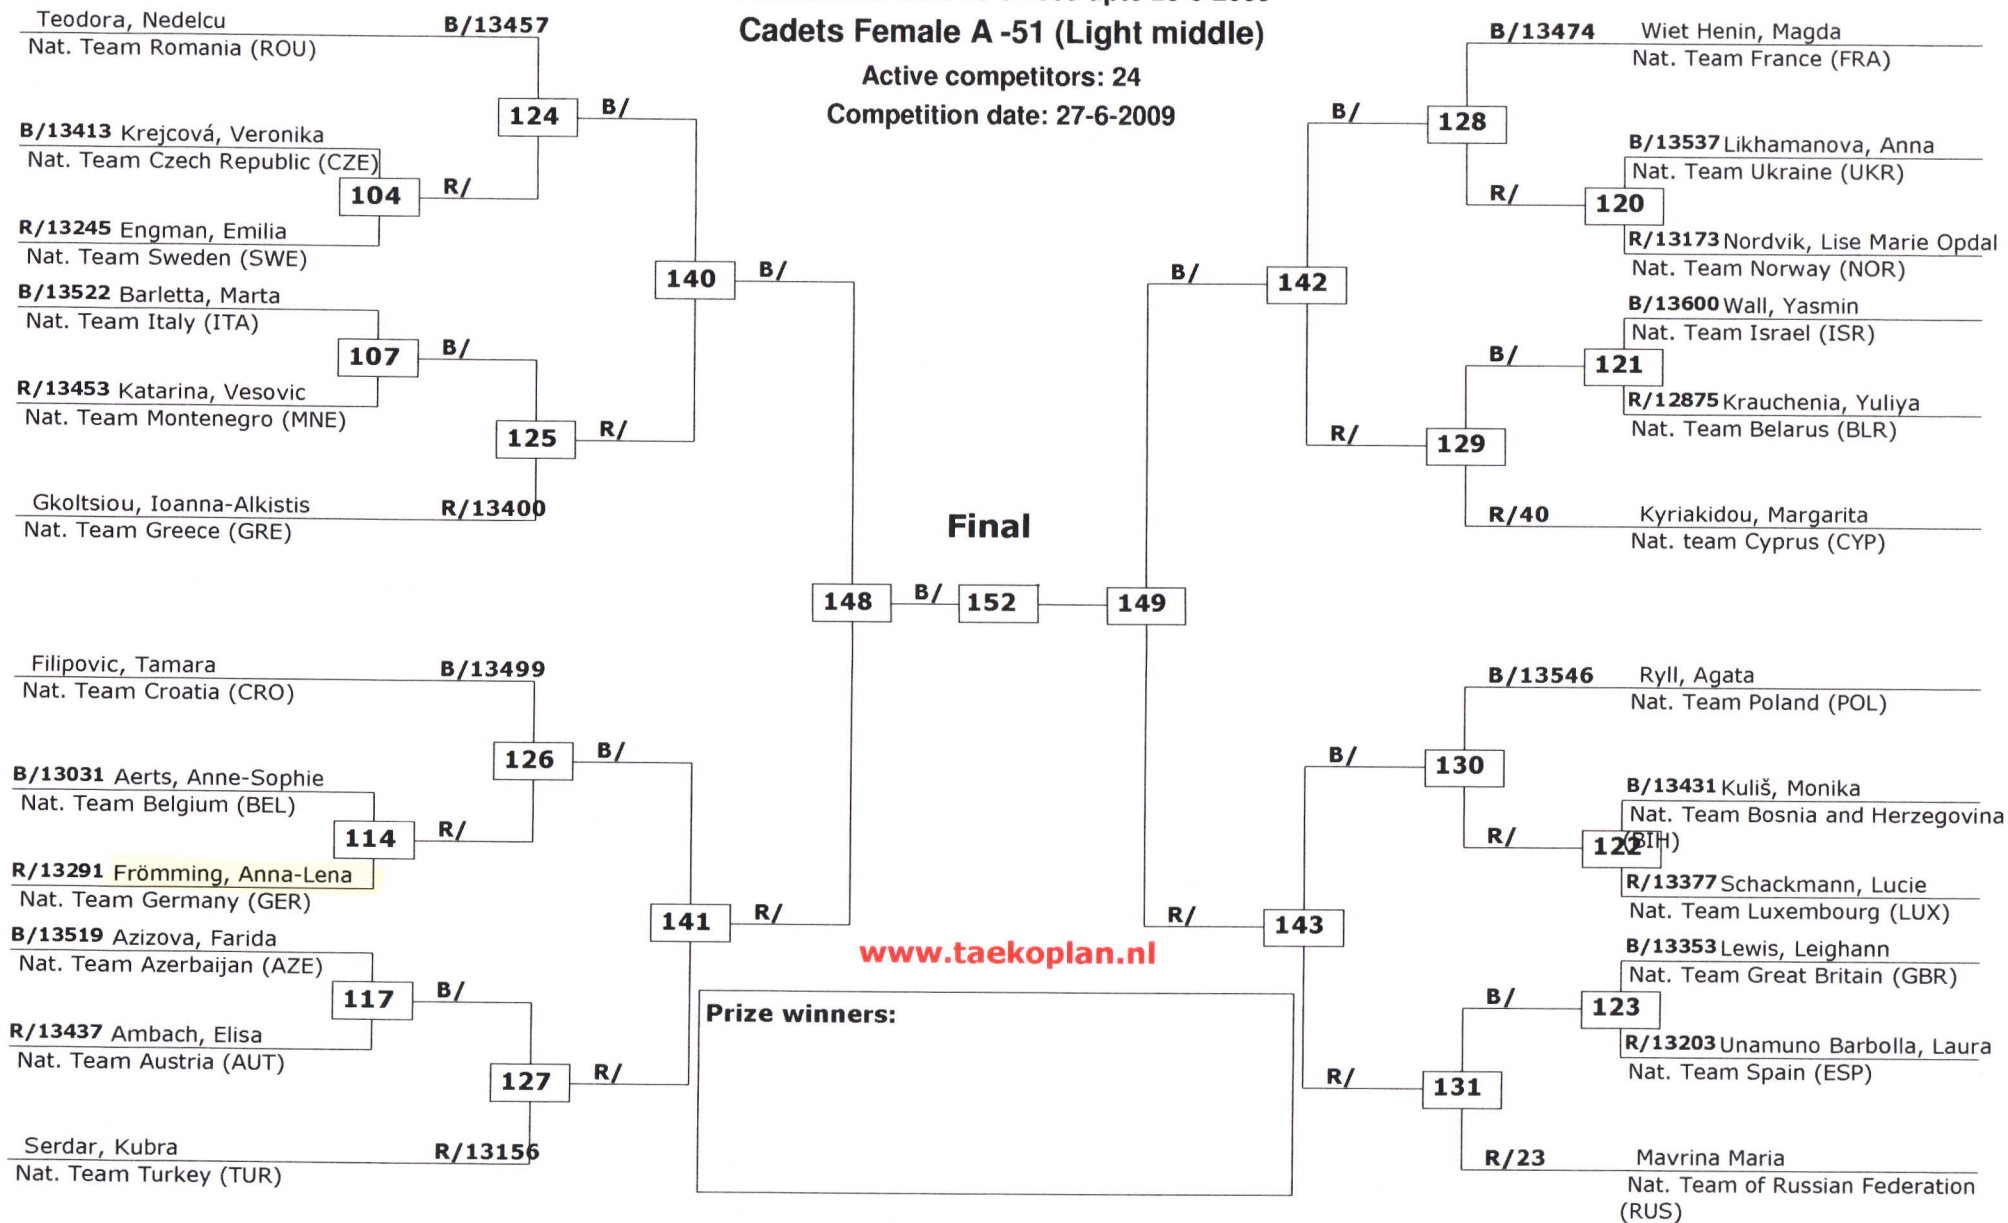 Cadets Female A -51 (Light middle)
Active competitors: 24
Competition date: 27-6-2009
Teodora, Nedelcu
B/13457
Nat. Team Romania (ROU)
124
B/
B/13413 Krejcová, Veronika
Nat. Team Czech Republic (CZE)
104
R/
R/13245 Engman, Emilia
Nat. Team Sweden (SWE)
140
B/
B/13522 Barletta, Marta
Nat. Team Italy (ITA)
107
B/
R/13453 Katarina, Vesovic
Nat. Team Montenegro (MNE)
125
R/
Gkoltsiou, Ioanna-Alkistis
R/13400
Nat. Team Greece (GRE)
Final
148
B/
152
149
Filipovic, Tamara
B/13499
Nat. Team Croatia (CRO)
126
B/
B/13031 Aerts, Anne-Sophie
Nat. Team Belgium (BEL)
114
R/
R/13291 Frömming, Anna-Lena
Nat. Team Germany (GER)
141
R/
B/13519 Azizova, Farida
Nat. Team Azerbaijan (AZE)
117
B/
R/13437 Ambach, Elisa
Nat. Team Austria (AUT)
127
R/
Serdar, Kubra
R/13156
Nat. Team Turkey (TUR)
B/13474
Wiet Henin, Magda
Nat. Team France (FRA)
B/
128
B/13537 Likhamanova, Anna
Nat. Team Ukraine (UKR)
R/
120
R/13173 Nordvik, Lise Marie Opdal
Nat. Team Norway (NOR)
B/
142
B/13600 Wall, Yasmin
Nat. Team Israel (ISR)
B/
121
R/12875 Krauchenia, Yuliya
Nat. Team Belarus (BLR)
R/
129
R/40
Kyriakidou, Margarita
Nat. team Cyprus (CYP)
B/13546
Ryll, Agata
Nat. Team Poland (POL)
B/
130
B/13431 Kuliš, Monika
Nat. Team Bosnia and Herzegovina
(BIH)
R/
122
R/13377 Schackmann, Lucie
Nat. Team Luxembourg (LUX)
R/
143
B/13353 Lewis, Leighann
Nat. Team Great Britain (GBR)
B/
123
R/13203 Unamuno Barbolla, Laura
Nat. Team Spain (ESP)
R/
131
R/23
Mavrina Maria
Nat. Team of Russian Federation
(RUS)
www.taekoplan.nl
Prize winners: